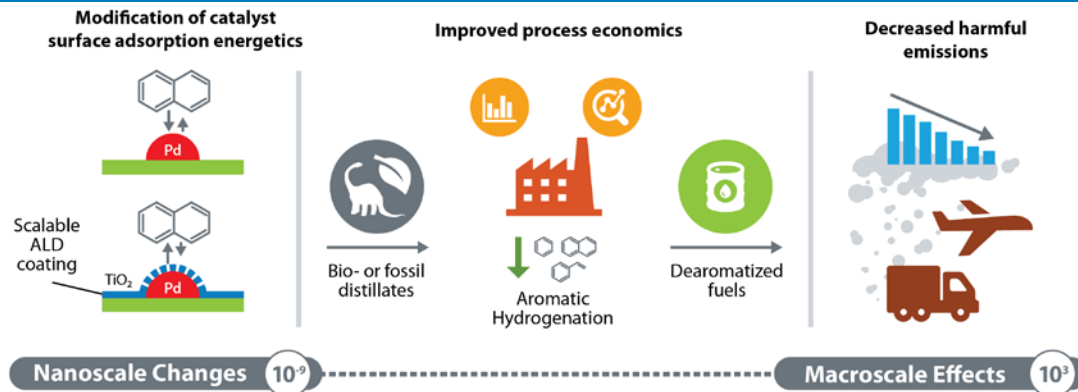 Modification of catalyst
surface adsorption energetics
Pd
Scalable
ALD
coating
TiO₂
Pd
Improved process economics
Bio- or fossil
distillates
Aromatic
Hydrogenation
Dearomatized
fuels
Decreased harmful
emissions
Nanoscale Changes 10⁻⁹
Macroscale Effects 10³